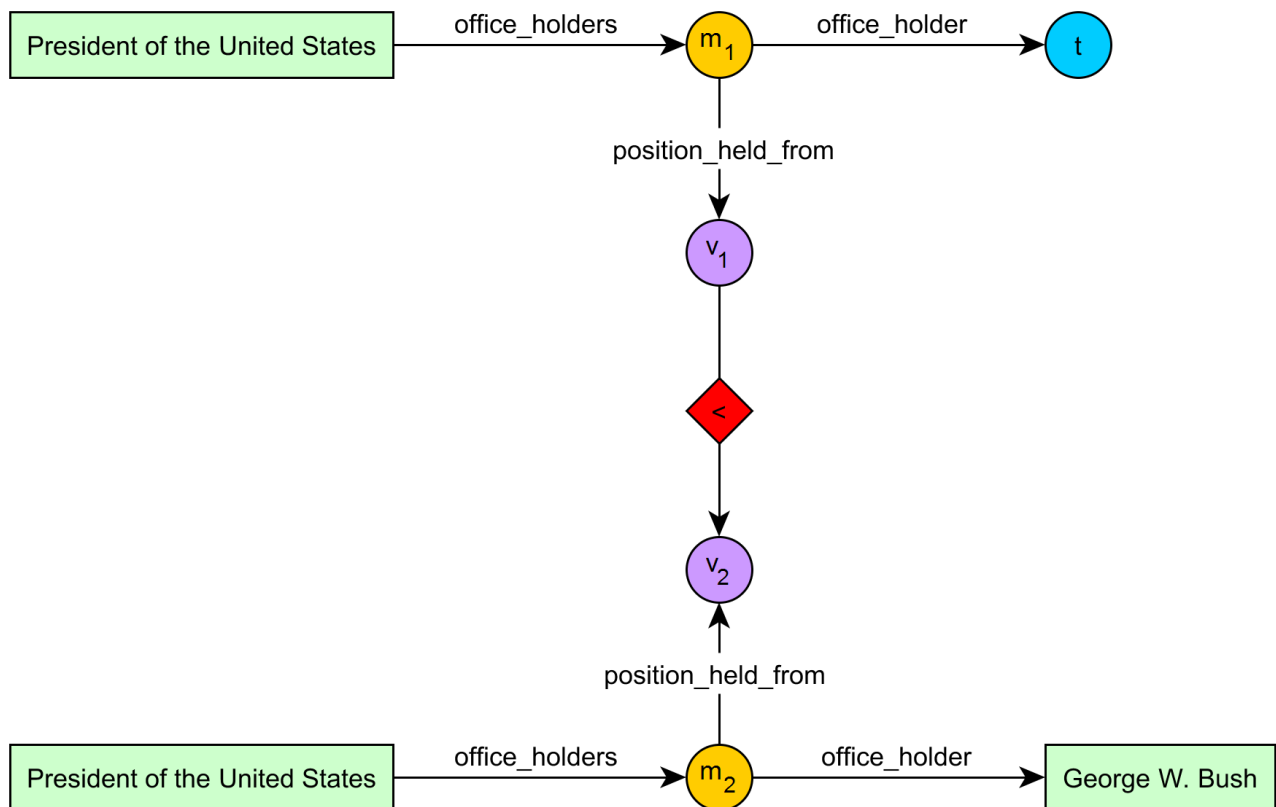 President of the United States
office_holders
m1
office_holder
t
position_held_from
v1
<
v2
position_held_from
President of the United States
office_holders
m2
office_holder
George W. Bush